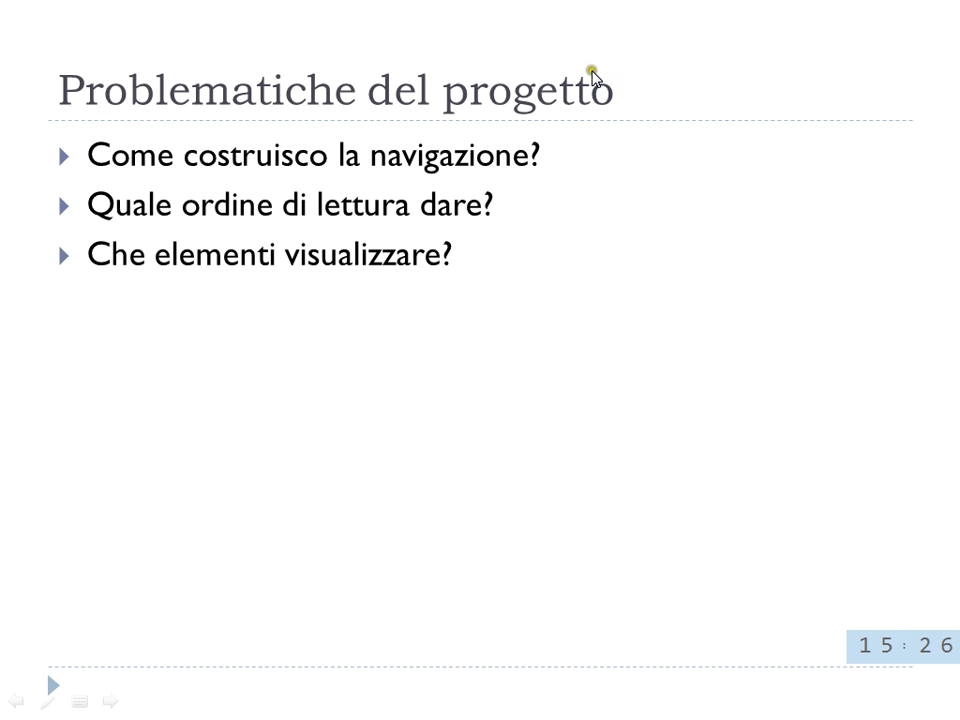 Problematiche del progetto
Come costruisco la navigazione?
Quale ordine di lettura dare?
Che elementi visualizzare?
15:26